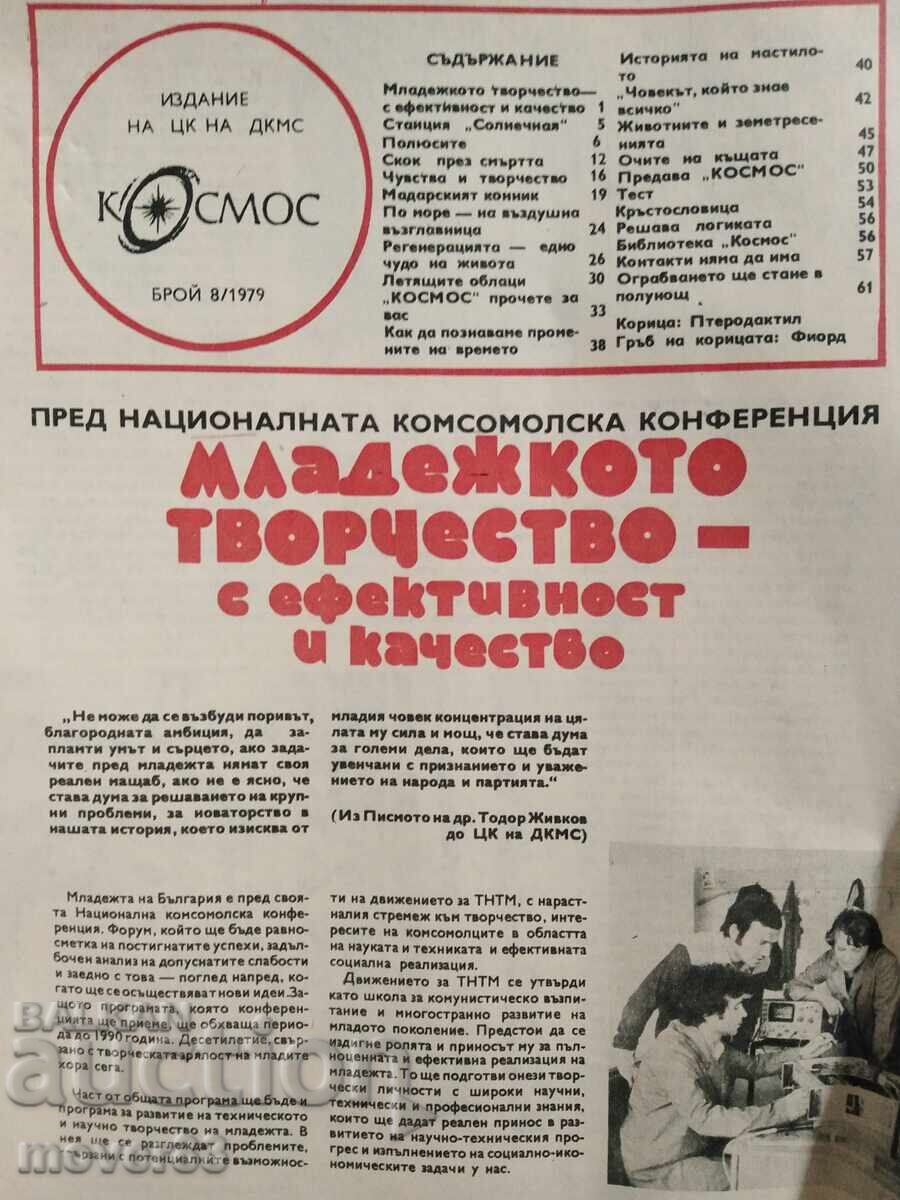 ИЗДАНИЕ
НА ЦК НА ДКМС
КОСМОС
БРОЙ 8/1979
СЪДЪРЖАНИЕ
Младежкото творчество—
с ефективност и качество 1
Станция „Солнечная“ 5
Полюсите 6
Скок през смъртта 12
Чувства и творчество 16
Мадарският конник 19
По море — на въздушна
възглавница 24
Регенерацията — едно
чудо на живота 26
Летящите облаци 30
„КОСМОС“ прочете за
вас 33
Как да познаваме проме-
ните на времето 38
Историята на мастило-
то 40
„Човекът, който знае
всичко“ 42
Животните и земетресе-
нията 45
Очите на къщата 47
Предава „КОСМОС“ 50
Тест 53
Кръстословица 54
Решава логиката 56
Библиотека „Космос“ 56
Контакти няма да има 57
Ограбването ще стане в
полунощ 61
Корица: Птеродактил
Гръб на корицата: Фиорд
ПРЕД НАЦИОНАЛНАТА КОМСОМОЛСКА КОНФЕРЕНЦИЯ
МЛАДЕЖКОТО
ТВОРЧЕСТВО —
с ефективност
и качество
„Не може да се възбуди поривът,
благородната амбиция, да за-
пламти умът и сърцето, ако зада-
чите пред младежта нямат своя
реален мащаб, ако не е ясно, че
става дума за решаването на круп-
ни проблеми, за новаторство в
нашата история, което изисква от
младия човек концентрация на ця-
лата му сила и мощ, че става дума
за големи дела, които ще бъдат
увенчани с признанието и уваже-
нието на народа и партията.“
(Из Писмото на др. Тодор Живков
до ЦК на ДКМС)
Младежта на България е пред своя-
та Национална комсомолска конфе-
ренция. Форум, който ще бъде равно-
сметка на постигнатите успехи, задъл-
бочен анализ на допуснатите слабости
и заедно с това — поглед напред, ко-
гато ще се осъществяват нови идеи. За-
щото програмата, която конферен-
цията ще приеме, ще обхваща перио-
да до 1990 година. Десетилетие, свър-
зано с творческата зрялост на младите
хора сега.
Част от общата програма ще бъде и
програма за развитие на техническото
и научно творчество на младежта. В
нея ще се разглеждат проблемите,
свързани с потенциалните възможнос-
ти на движението за ТНТМ, с нараст-
налия стремеж към творчество, инте-
ресите на комсомолците в областта
на науката и техниката и ефективната
социална реализация.
Движението за ТНТМ се утвърди
като школа за комунистическо възпи-
тание и многостранно развитие на
младото поколение. Предстои да се
издигне ролята и приносът му за пъл-
ноценната и ефективна реализация на
младежта. То ще подготви онези твор-
чески личности с широки научни,
технически и професионални знания,
които ще дадат реален принос в раз-
витието на научно-техническия прог-
рес и изпълнението на социално-ико-
номическите задачи у нас.